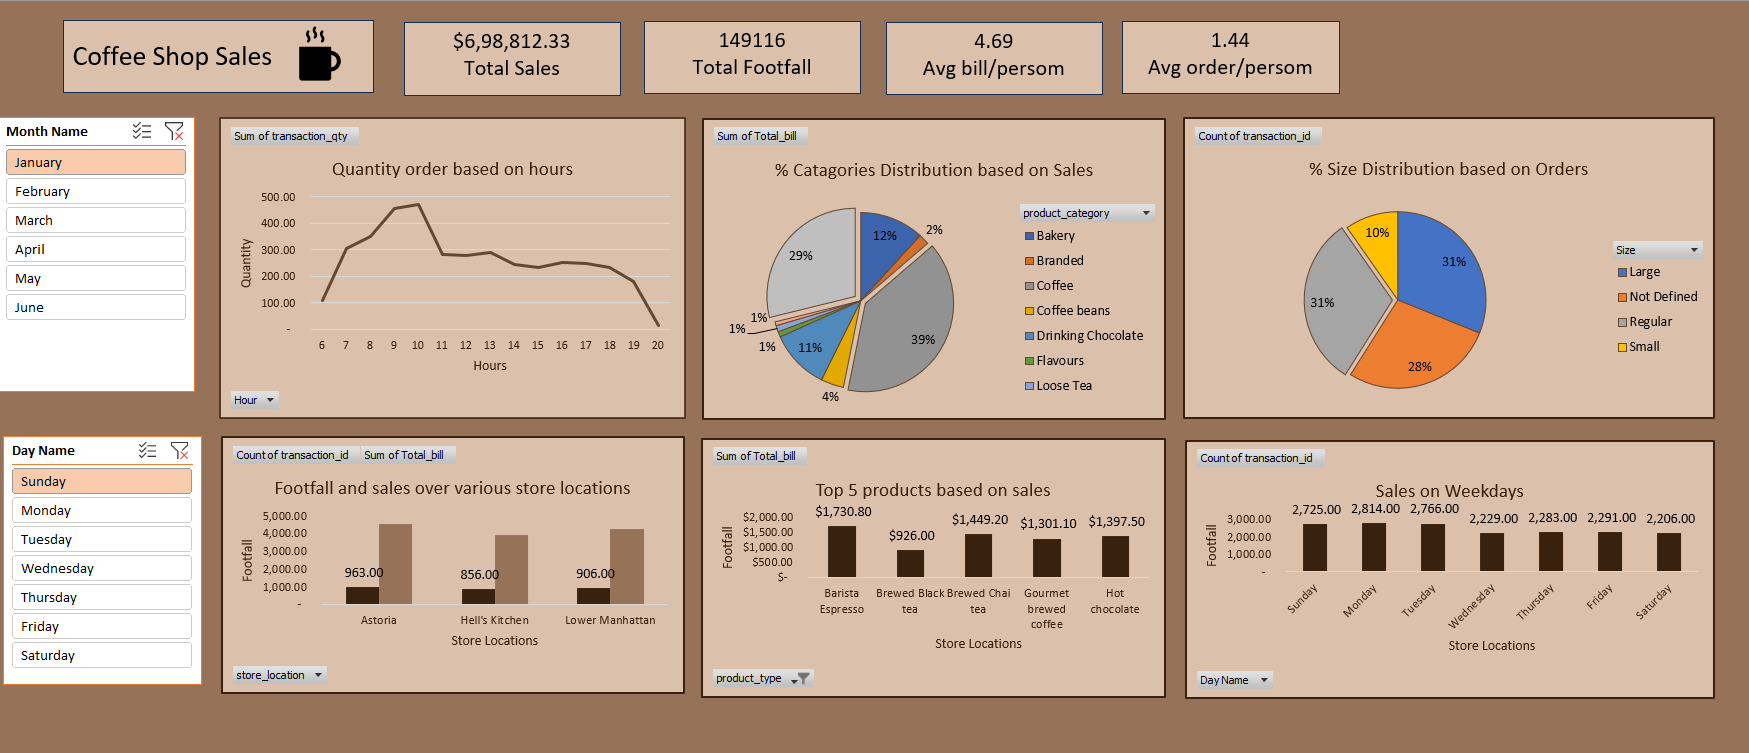 Coffee Shop Sales
$6,98,812.33
Total Sales
149116
Total Footfall
4.69
Avg bill/persom
1.44
Avg order/persom
Month Name
January
February
March
April
May
June
Sum of transaction_qty
Quantity order based on hours
Quantity
500.00
400.00
300.00
200.00
100.00
-
6 7 8 9 10 11 12 13 14 15 16 17 18 19 20
Hours
Hour
Sum of Total_bill
% Catagories Distribution based on Sales
12%
2%
39%
4%
11%
1%
1%
1%
29%
product_category
Bakery
Branded
Coffee
Coffee beans
Drinking Chocolate
Flavours
Loose Tea
Count of transaction_id
% Size Distribution based on Orders
31%
28%
31%
10%
Size
Large
Not Defined
Regular
Small
Day Name
Sunday
Monday
Tuesday
Wednesday
Thursday
Friday
Saturday
Count of transaction_id Sum of Total_bill
Footfall and sales over various store locations
Footfall
5,000.00
4,000.00
3,000.00
2,000.00
1,000.00
-
963.00 856.00 906.00
Astoria Hell's Kitchen Lower Manhattan
Store Locations
store_location
Sum of Total_bill
Top 5 products based on sales
Footfall
$2,000.00
$1,500.00
$1,000.00
$500.00
$-
$1,730.80
$926.00
$1,449.20
$1,301.10
$1,397.50
Barista
Espresso
Brewed Black
tea
Brewed Chai
tea
Gourmet
brewed
coffee
Hot
chocolate
Store Locations
product_type
Count of transaction_id
Sales on Weekdays
Footfall
3,000.00
2,000.00
1,000.00
-
2,725.00 2,814.00 2,766.00 2,229.00 2,283.00 2,291.00 2,206.00
Sunday
Monday
Tuesday
Wednesday
Thursday
Friday
Saturday
Store Locations
Day Name